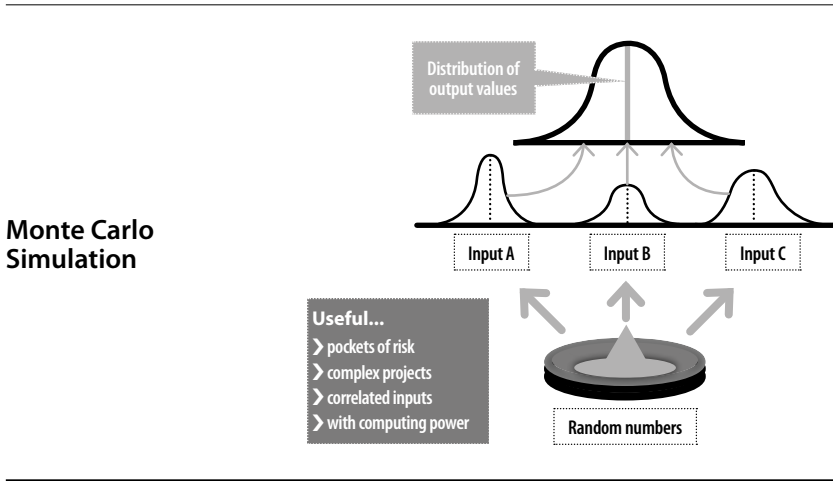 Monte Carlo
Simulation
Distribution of
output values
Input A
Input B
Input C
Useful...
❯ pockets of risk
❯ complex projects
❯ correlated inputs
❯ with computing power
Random numbers